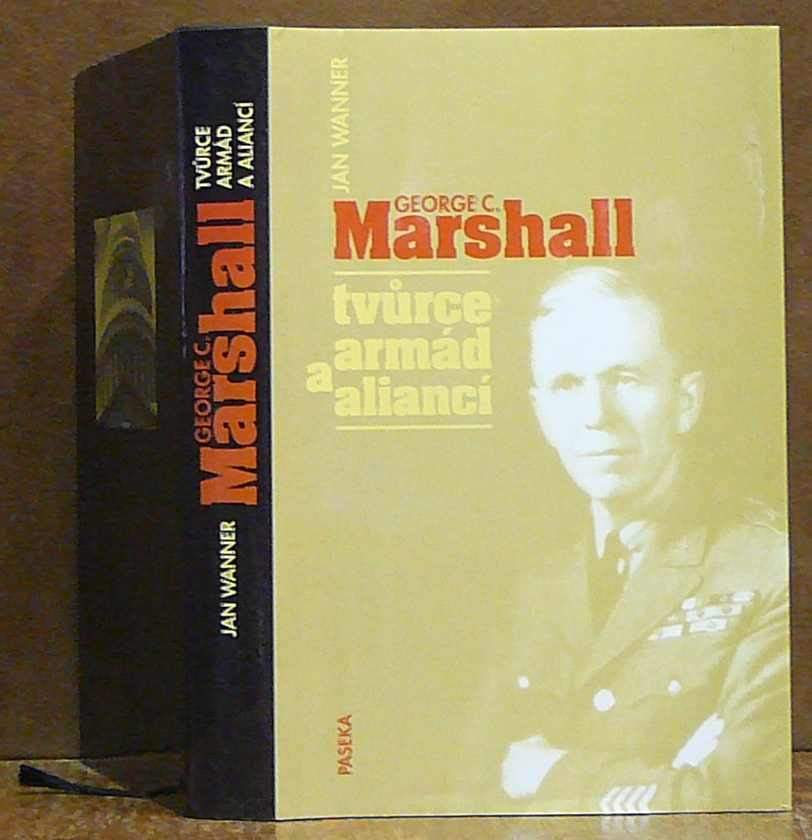 JAN WANNER
GEORGE C.
Marshall
tvůrce
armád
a
aliancí
PASEKA
JAN WANNER
GEORGE C.
Marshall
TVŮRCE
ARMÁD
A ALIANCÍ